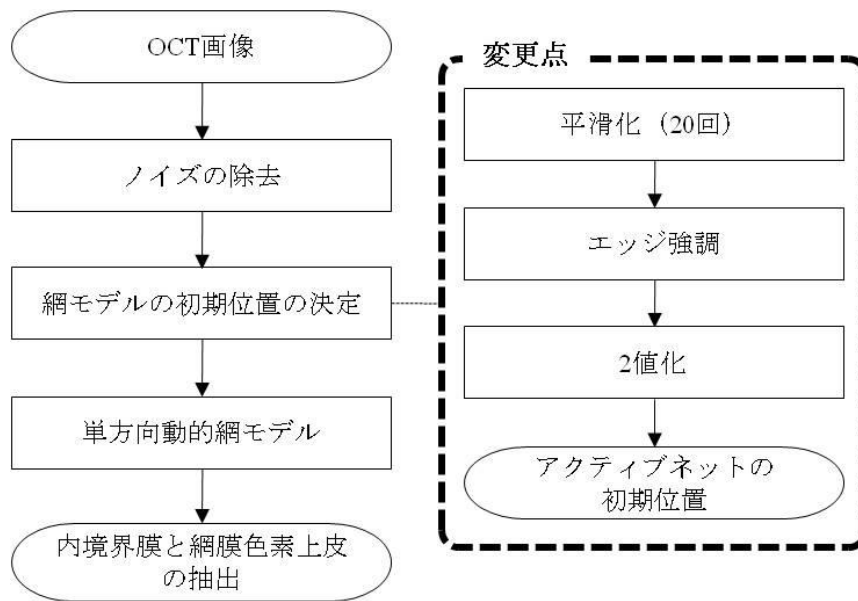 OCT画像
ノイズの除去
網モデルの初期位置の決定
単方向動的網モデル
内境界膜と網膜色素上皮
の抽出
変更点
平滑化（20回）
エッジ強調
2値化
アクティブネットの
初期位置